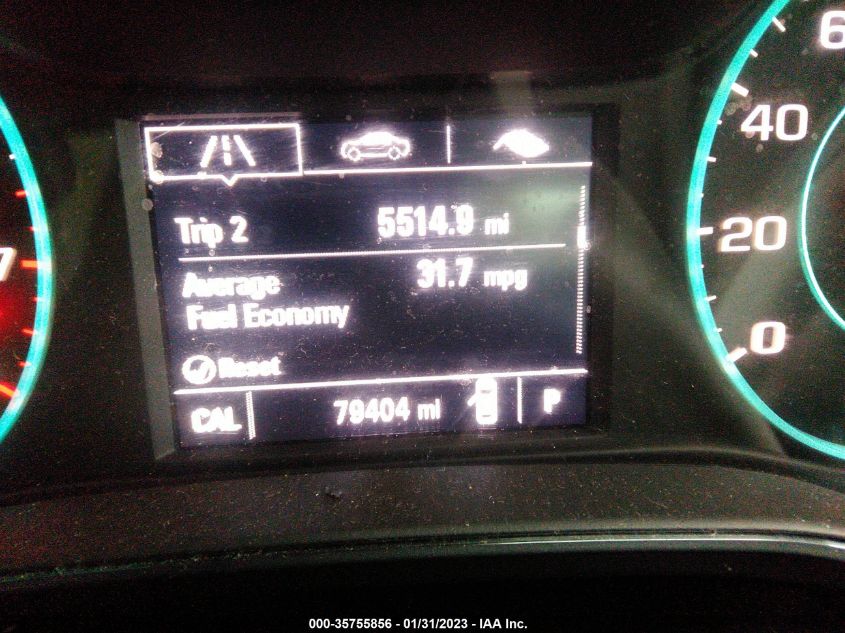 Trip 2 5514.9 mi
Average 31.7 mpg
Fuel Economy
Reset
CAL 79404 mi P
40
20
0
7
000-35755856 - 01/31/2023 - IAA Inc.